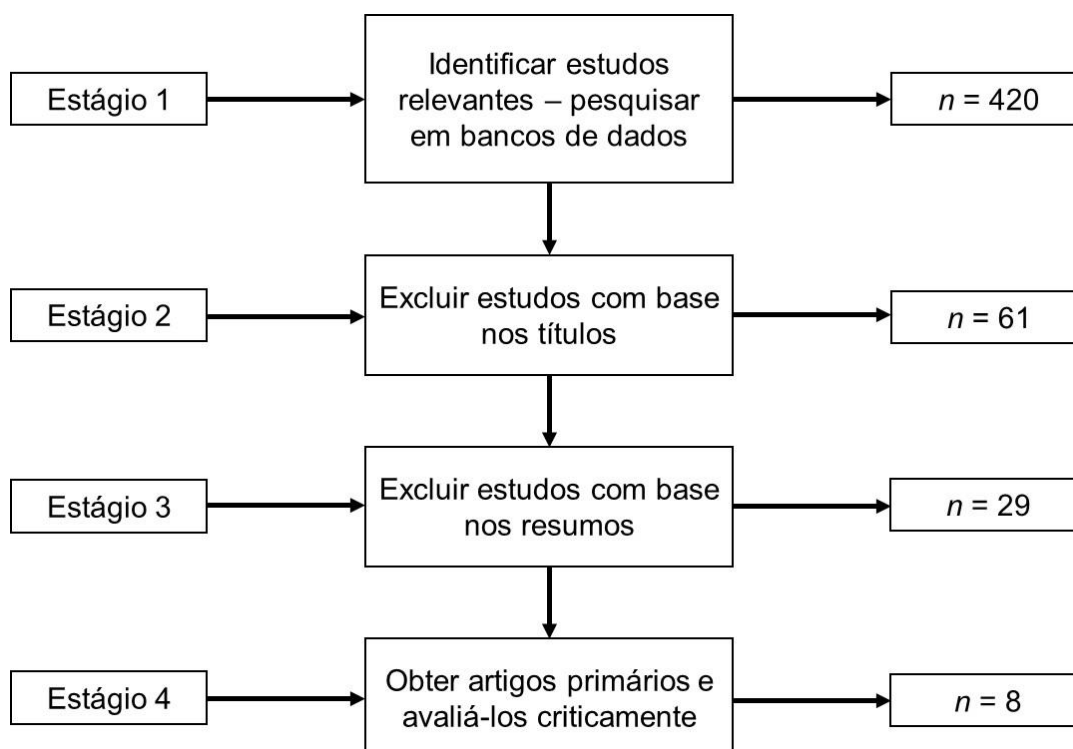 Estágio 1
Identificar estudos
relevantes – pesquisar
em bancos de dados
n = 420
Estágio 2
Excluir estudos com base
nos títulos
n = 61
Estágio 3
Excluir estudos com base
nos resumos
n = 29
Estágio 4
Obter artigos primários e
avaliá-los criticamente
n = 8